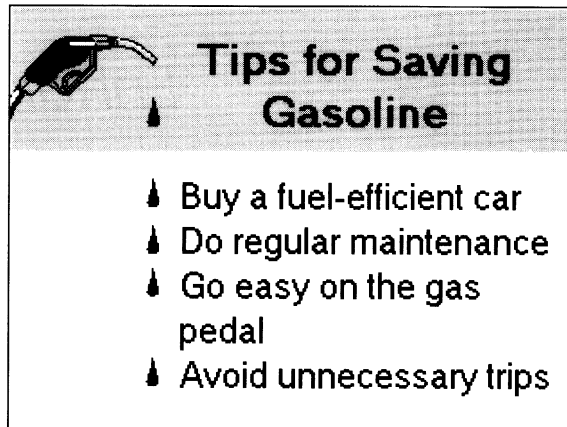 Tips for Saving
Gasoline
Buy a fuel-efficient car
Do regular maintenance
Go easy on the gas
pedal
Avoid unnecessary trips